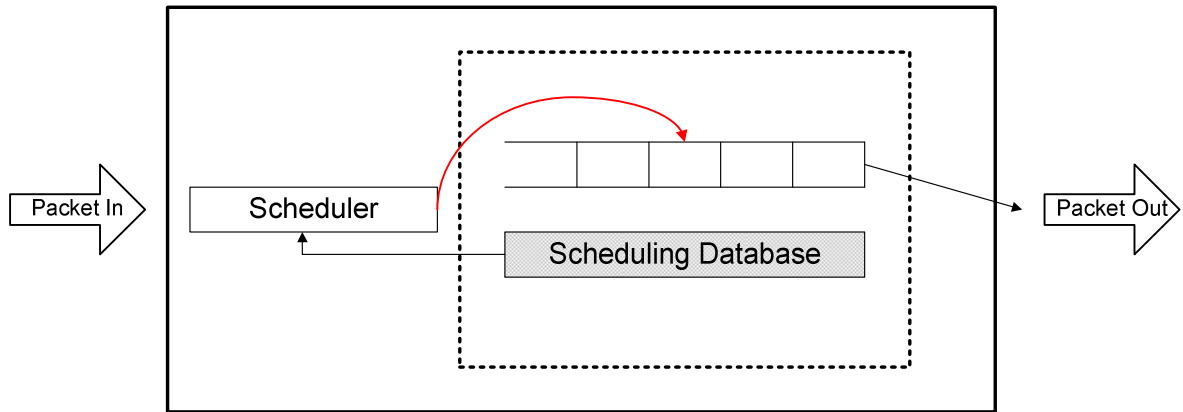 Packet In
Scheduler
Scheduling Database
Packet Out